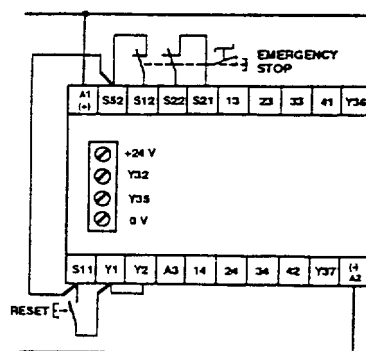 EMERGENCY
STOP
A1 (+) S52 S12 S22 S21 13 23 33 41 Y36
+24 V
Y32
Y35
0 V
S11 Y1 Y2 A3 14 24 34 42 Y37 (-) A2
RESET